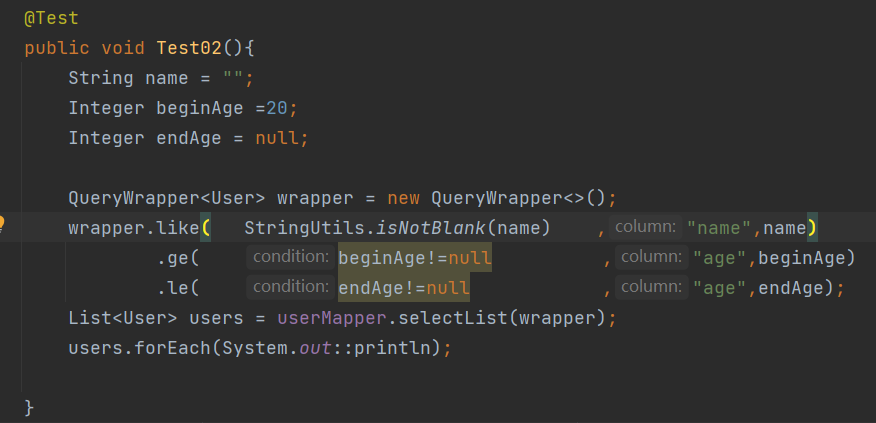 @Test
public void Test02(){
String name = "";
Integer beginAge =20;
Integer endAge = null;
QueryWrapper<User> wrapper = new QueryWrapper<>();
wrapper.like( StringUtils.isNotBlank(name) , column: "name",name)
.ge( condition: beginAge!=null , column: "age",beginAge)
.le( condition: endAge!=null , column: "age",endAge);
List<User> users = userMapper.selectList(wrapper);
users.forEach(System.out::println);
}